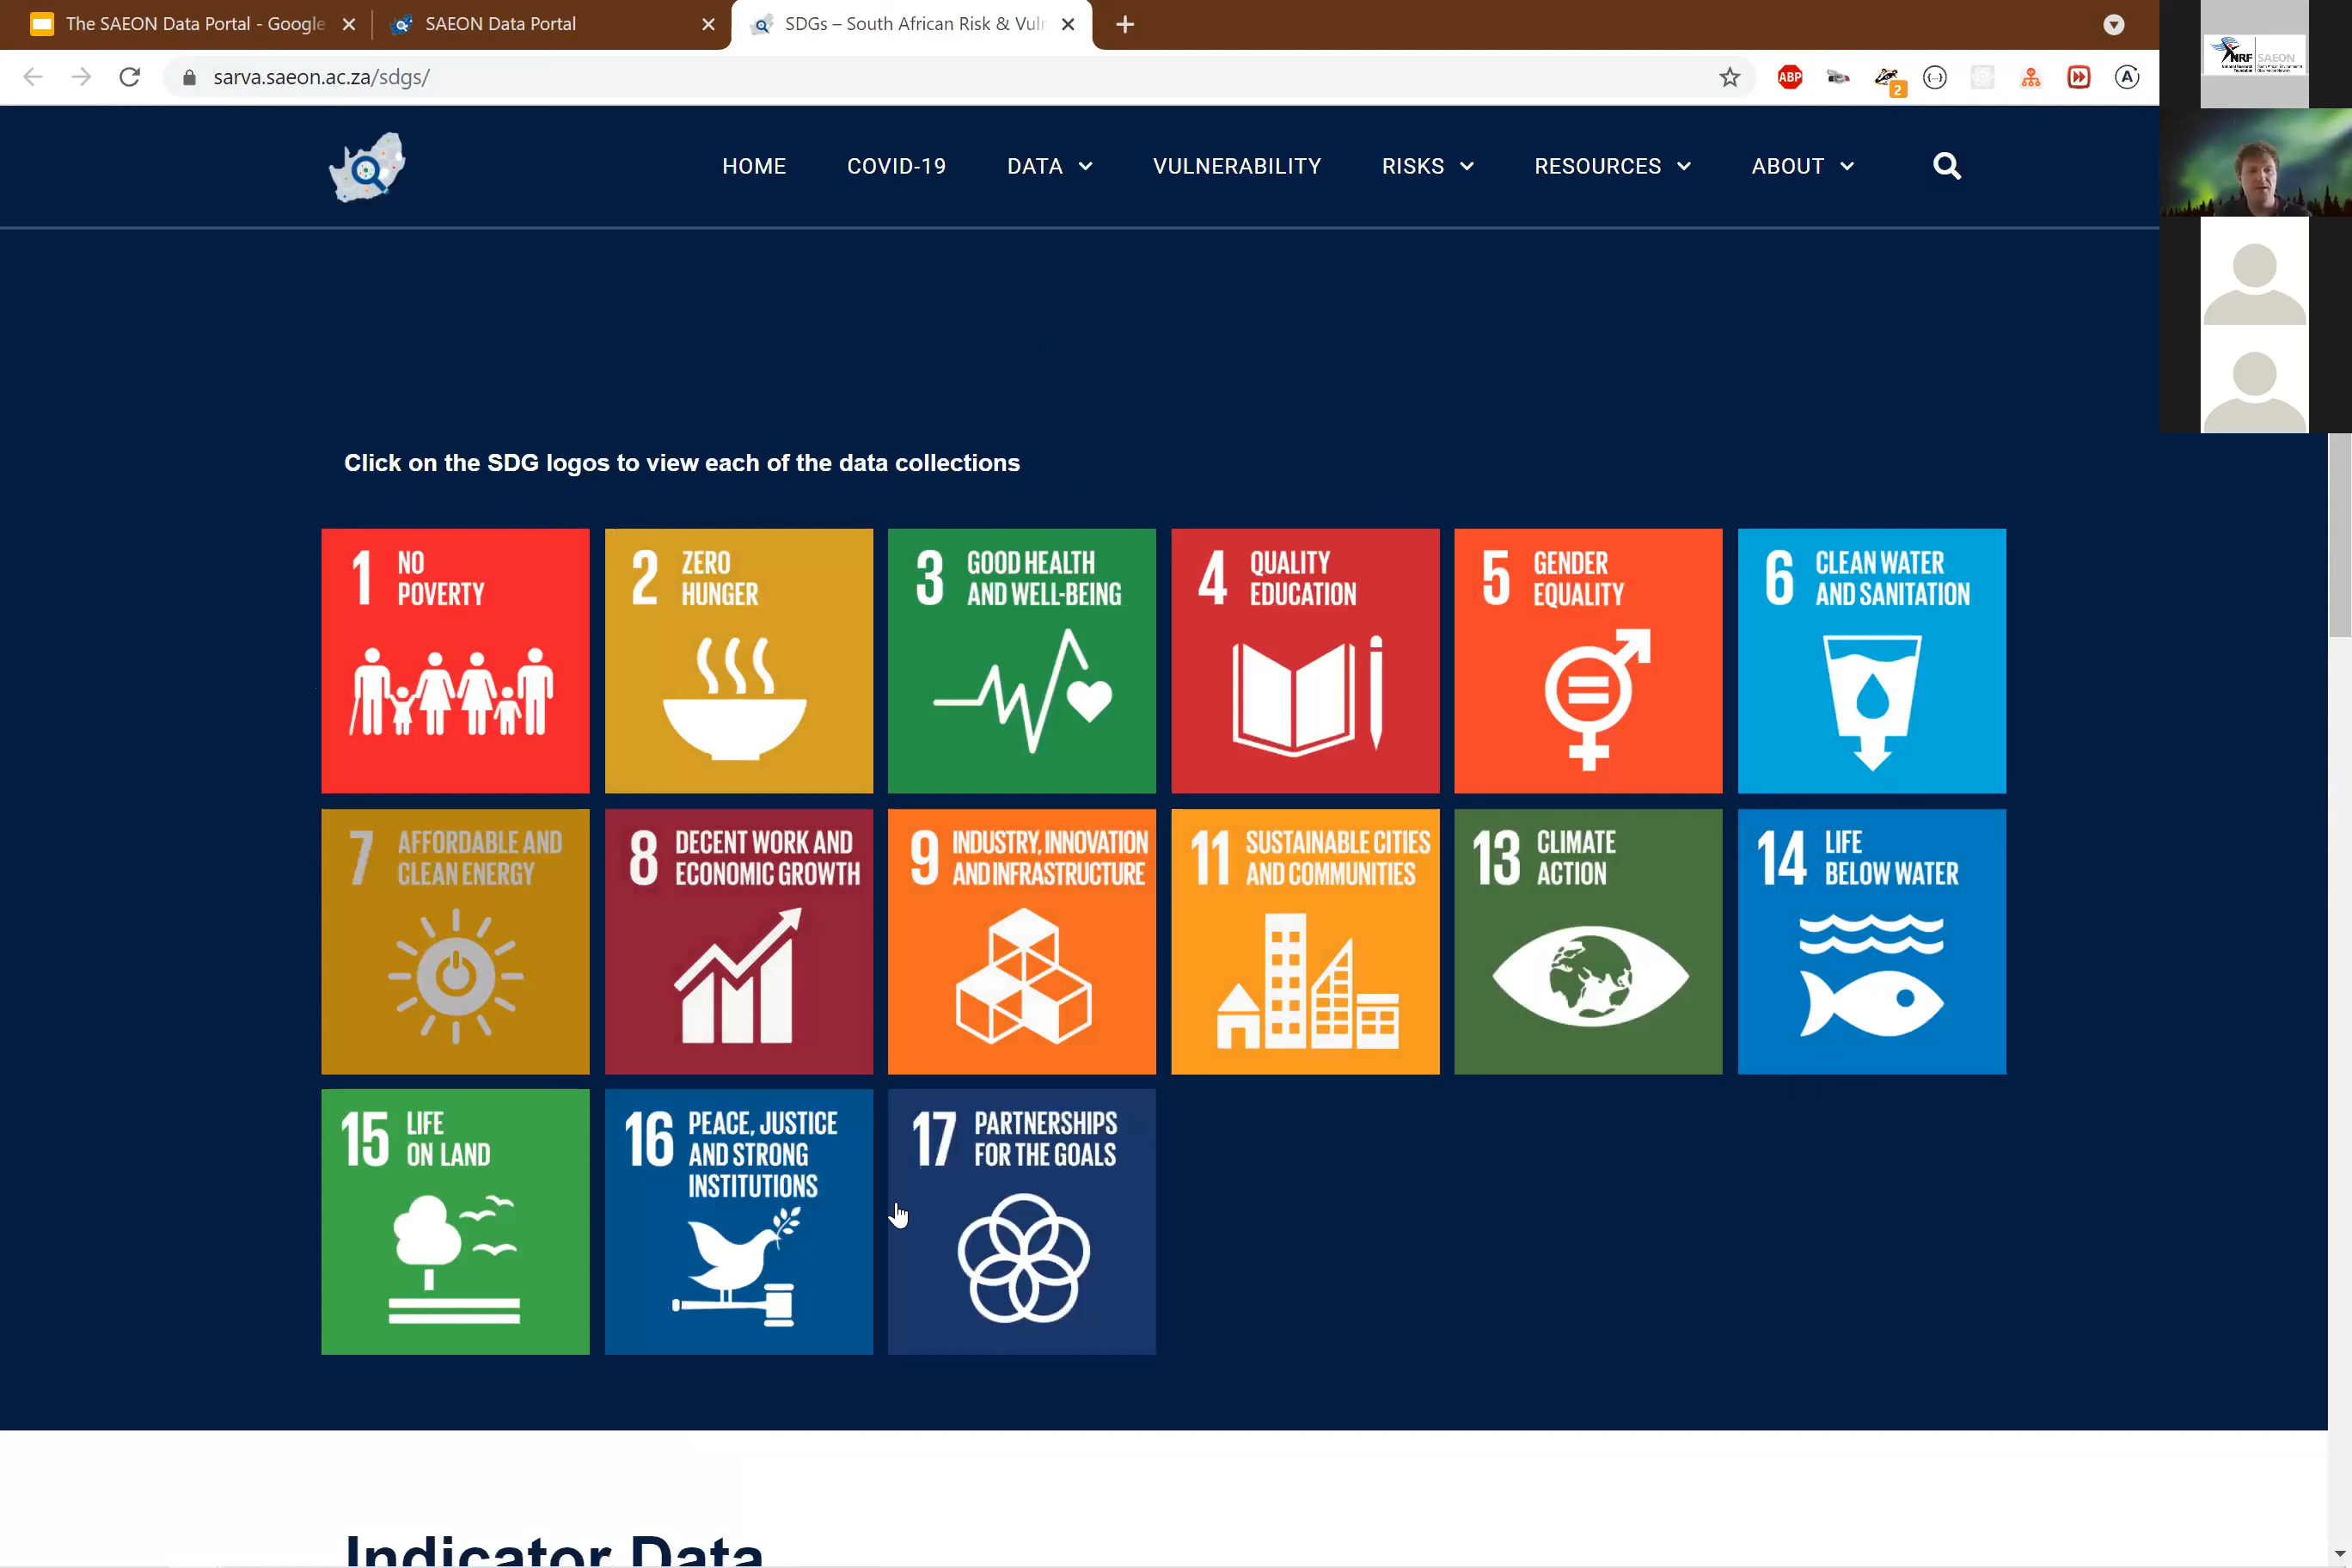 The SAEON Data Portal - Google
SAEON Data Portal
SDGs – South African Risk & Vuln
sarva.saeon.ac.za/sdgs/
ABP
2
A
NRF
SAEON
HOME
COVID-19
DATA
VULNERABILITY
RISKS
RESOURCES
ABOUT
Click on the SDG logos to view each of the data collections
1 NO
POVERTY
2 ZERO
HUNGER
3 GOOD HEALTH
AND WELL-BEING
4 QUALITY
EDUCATION
5 GENDER
EQUALITY
6 CLEAN WATER
AND SANITATION
7 AFFORDABLE AND
CLEAN ENERGY
8 DECENT WORK AND
ECONOMIC GROWTH
9 INDUSTRY, INNOVATION
AND INFRASTRUCTURE
11 SUSTAINABLE CITIES
AND COMMUNITIES
13 CLIMATE
ACTION
14 LIFE
BELOW WATER
15 LIFE
ON LAND
16 PEACE, JUSTICE
AND STRONG
INSTITUTIONS
17 PARTNERSHIPS
FOR THE GOALS
Indicator Data